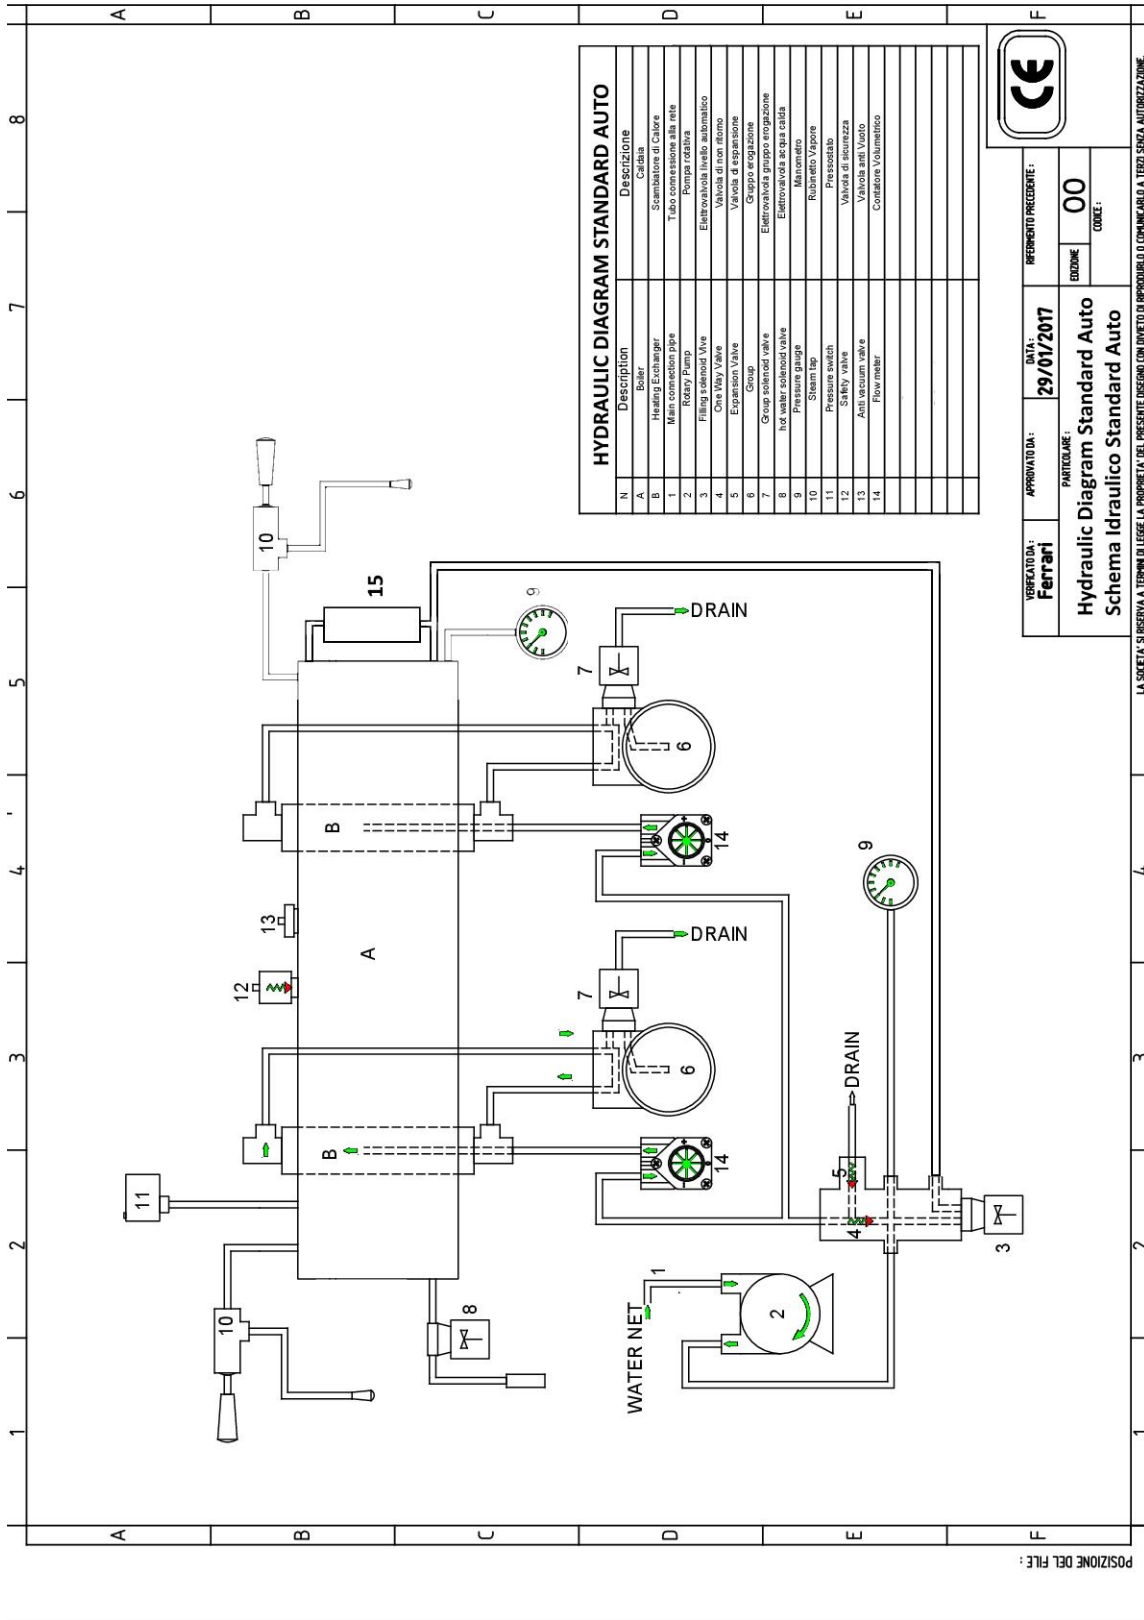 A B C D E F
8
7
6
5
4
3
2
1
10
15
9
11
12
13
10
8
A
B
B
7
DRAIN
6
14
7
DRAIN
6
14
9
WATER NET
1
2
DRAIN
5
4
3
HYDRAULIC DIAGRAM STANDARD AUTO
N Description Descrizione
A Boiler Caldaia
B Heating Exchanger Scambiatore di Calore
1 Main connection pipe Tubo connessione alla rete
2 Rotary Pump Pompa rotativa
3 Filling solenoid Vlve Elettrovalvola livello automatico
4 One Way Valve Valvola di non ritorno
5 Expansion Valve Valvola di espansione
6 Group Gruppo erogazione
7 Group solenoid valve Elettrovalvola gruppo erogazione
8 hot water solenoid valve Elettrovalvola acqua calda
9 Pressure gauge Manometro
10 Steam tap Rubinetto Vapore
11 Pressure switch Pressostato
12 Safety valve Valvola di sicurezza
13 Anti vacuum valve Valvola anti Vuoto
14 Flow meter Contatore Volumetrico
VERIFICATO DA :
Ferrari
APPROVATO DA :
DATA :
29/01/2017
RIFERIMENTO PRECEDENTE :
CE
PARTICOLARE :
Hydraulic Diagram Standard Auto
Schema Idraulico Standard Auto
EDIZIONE
00
CODICE :
LA SOCIETA' SI RISERVA A TERMINI DI LEGGE LA PROPRIETA' DEL PRESENTE DISEGNO CON DIVIETO DI RIPRODURLO O COMUNICARLO A TERZI SENZA AUTORIZZAZIONE.
1
2
3
4
A B C D E F
POSIZIONE DEL FILE :